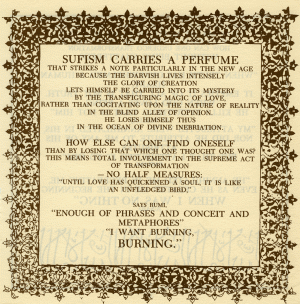 SUFISM CARRIES A PERFUME
THAT STRIKES A NOTE PARTICULARLY IN THE NEW AGE
BECAUSE THE DARVISH LIVES INTENSELY
THE GLORY OF CREATION
LETS HIMSELF BE CARRIED INTO ITS MYSTERY
BY THE TRANSFIGURING MAGIC OF LOVE,
RATHER THAN COGITATING UPON THE NATURE OF REALITY
IN THE BLIND ALLEY OF OPINION.
HE LOSES HIMSELF THUS
IN THE OCEAN OF DIVINE INEBRIATION.
HOW ELSE CAN ONE FIND ONESELF
THAN BY LOSING THAT WHICH ONE THOUGHT ONE WAS?
THIS MEANS TOTAL INVOLVEMENT IN THE SUPREME ACT
OF TRANSFORMATION
— NO HALF MEASURES:
"UNTIL LOVE HAS QUICKENED A SOUL, IT IS LIKE
AN UNFLEDGED BIRD,"
SAYS RUMI.
"ENOUGH OF PHRASES AND CONCEIT AND
METAPHORES"
"I WANT BURNING,
BURNING."